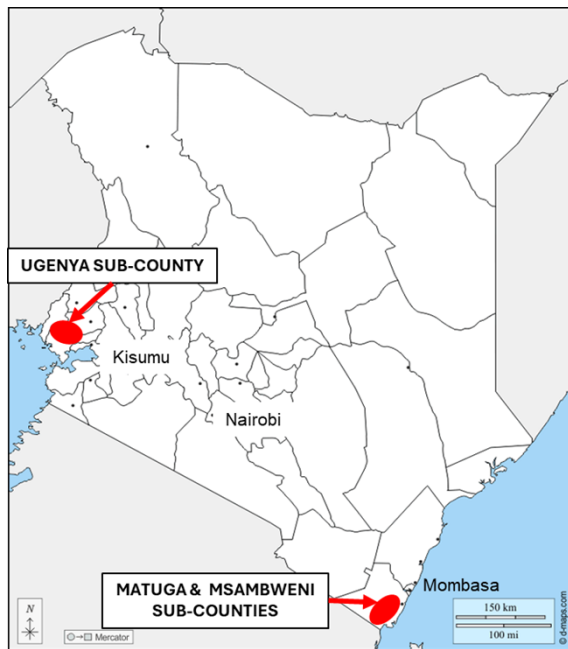 UGENYA SUB-COUNTY
Kisumu
Nairobi
MATUGA & MSAMBWENI
SUB-COUNTIES
Mombasa
N
Mercator
150 km
100 mi
© d-maps.com